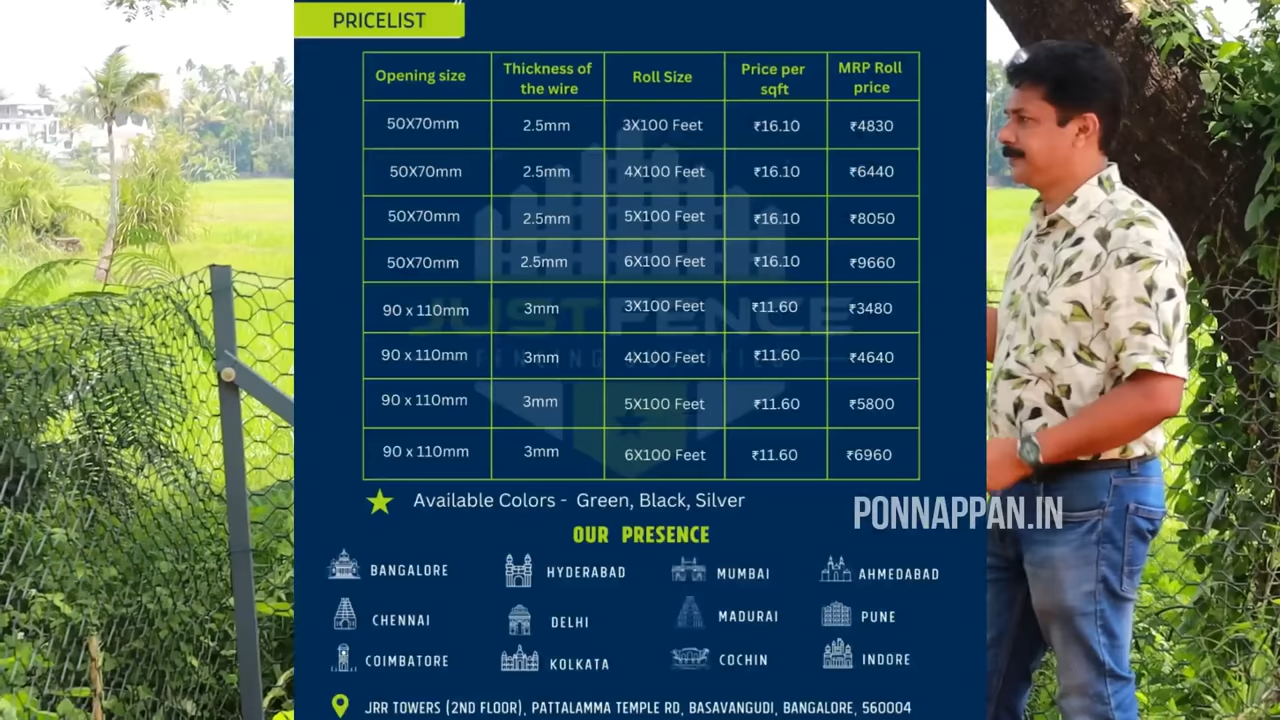 PRICELIST
Opening size Thickness of the wire Roll Size Price per sqft MRP Roll price
50X70mm 2.5mm 3X100 Feet ₹16.10 ₹4830
50X70mm 2.5mm 4X100 Feet ₹16.10 ₹6440
50X70mm 2.5mm 5X100 Feet ₹16.10 ₹8050
50X70mm 2.5mm 6X100 Feet ₹16.10 ₹9660
90 x 110mm 3mm 3X100 Feet ₹11.60 ₹3480
90 x 110mm 3mm 4X100 Feet ₹11.60 ₹4640
90 x 110mm 3mm 5X100 Feet ₹11.60 ₹5800
90 x 110mm 3mm 6X100 Feet ₹11.60 ₹6960
JUSTFENCE
Available Colors - Green, Black, Silver
PONNAPPAN.IN
OUR PRESENCE
BANGALORE HYDERABAD MUMBAI AHMEDABAD
CHENNAI DELHI MADURAI PUNE
COIMBATORE KOLKATA COCHIN INDORE
JRR TOWERS (2ND FLOOR), PATTALAMMA TEMPLE RD, BASAVANGUDI, BANGALORE, 560004